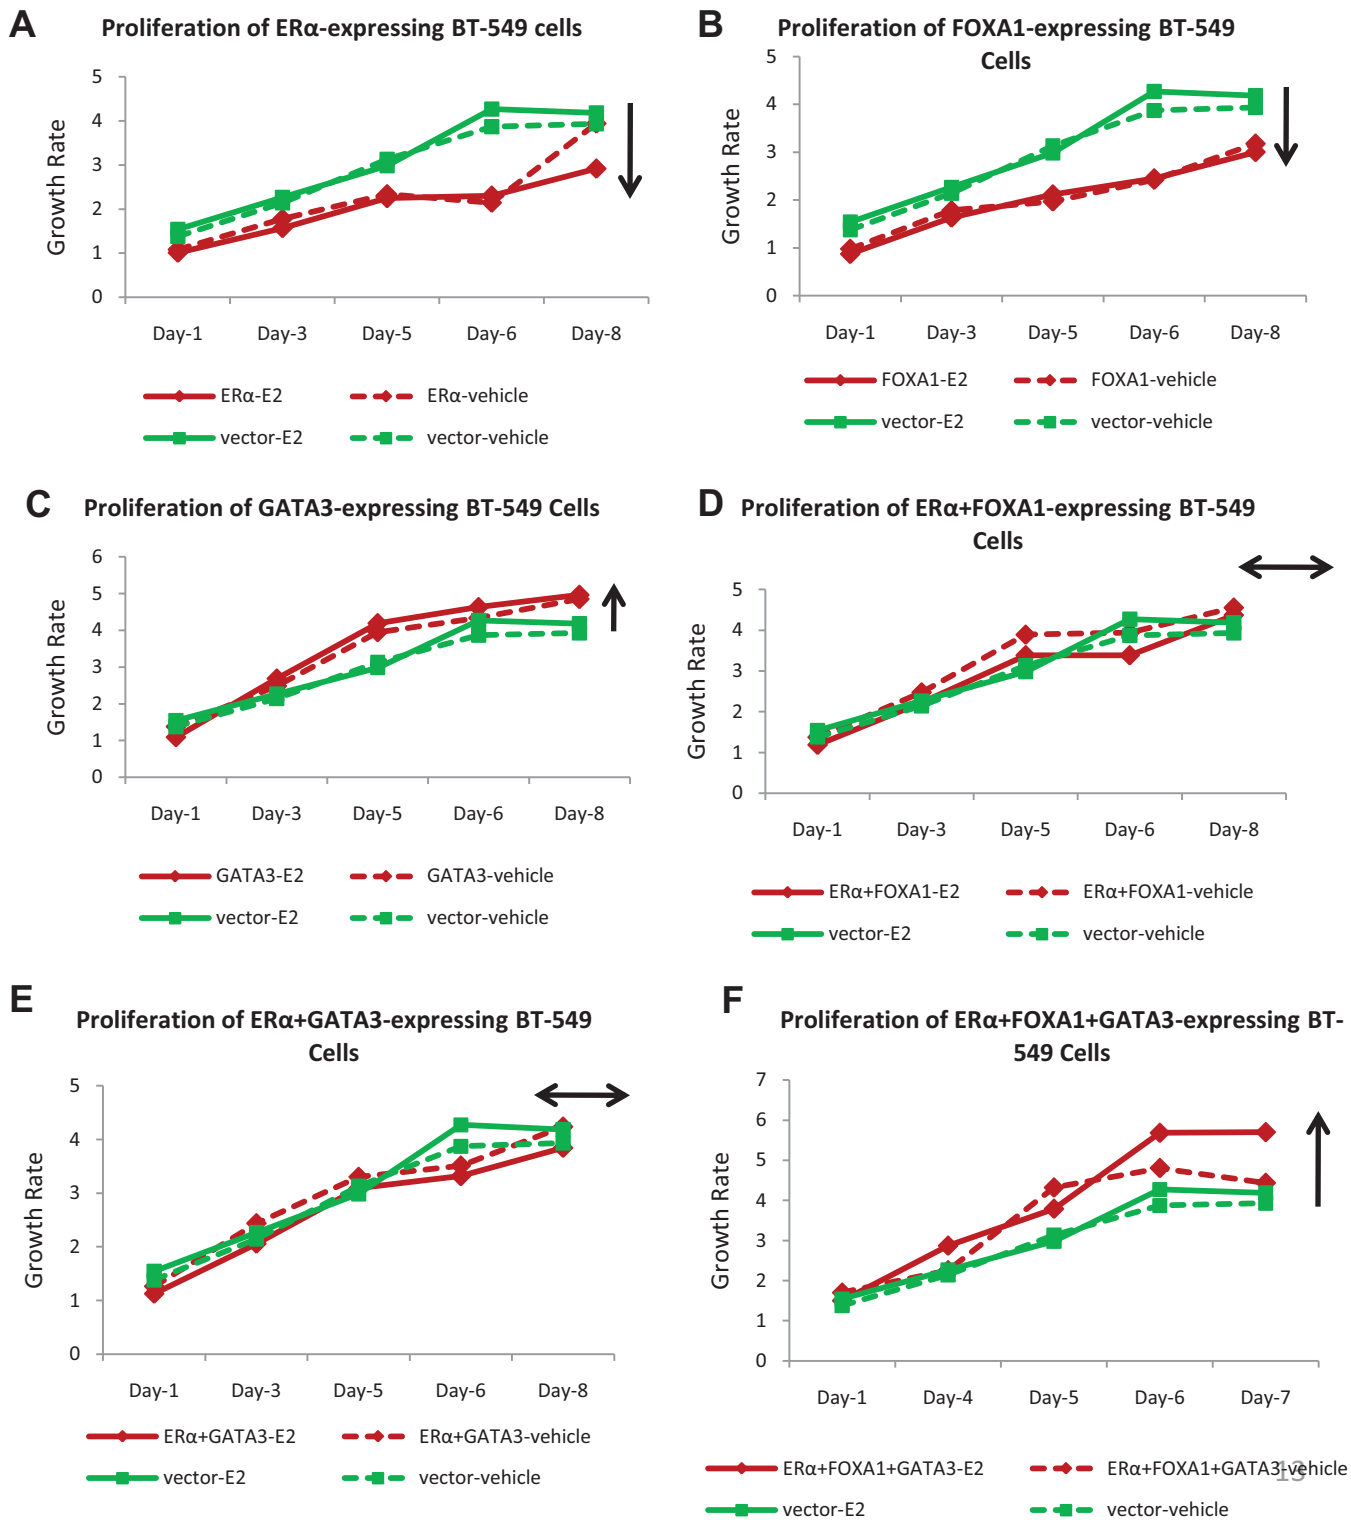 A
Proliferation of ERα-expressing BT-549 cells
5
4
3
2
1
0
Growth Rate
Day-1 Day-3 Day-5 Day-6 Day-8
ERα-E2 ERα-vehicle
vector-E2 vector-vehicle
B
Proliferation of FOXA1-expressing BT-549
Cells
5
4
3
2
1
0
Growth Rate
Day-1 Day-3 Day-5 Day-6 Day-8
FOXA1-E2 FOXA1-vehicle
vector-E2 vector-vehicle
C
Proliferation of GATA3-expressing BT-549 Cells
6
5
4
3
2
1
0
Growth Rate
Day-1 Day-3 Day-5 Day-6 Day-8
GATA3-E2 GATA3-vehicle
vector-E2 vector-vehicle
D
Proliferation of ERα+FOXA1-expressing BT-549
Cells
5
4
3
2
1
0
Growth Rate
Day-1 Day-3 Day-5 Day-6 Day-8
ERα+FOXA1-E2 ERα+FOXA1-vehicle
vector-E2 vector-vehicle
E
Proliferation of ERα+GATA3-expressing BT-549
Cells
5
4
3
2
1
0
Growth Rate
Day-1 Day-3 Day-5 Day-6 Day-8
ERα+GATA3-E2 ERα+GATA3-vehicle
vector-E2 vector-vehicle
F
Proliferation of ERα+FOXA1+GATA3-expressing BT-
549 Cells
7
6
5
4
3
2
1
0
Growth Rate
Day-1 Day-4 Day-5 Day-6 Day-7
ERα+FOXA1+GATA3-E2 ERα+FOXA1+GATA3-vehicle
13
vector-E2 vector-vehicle